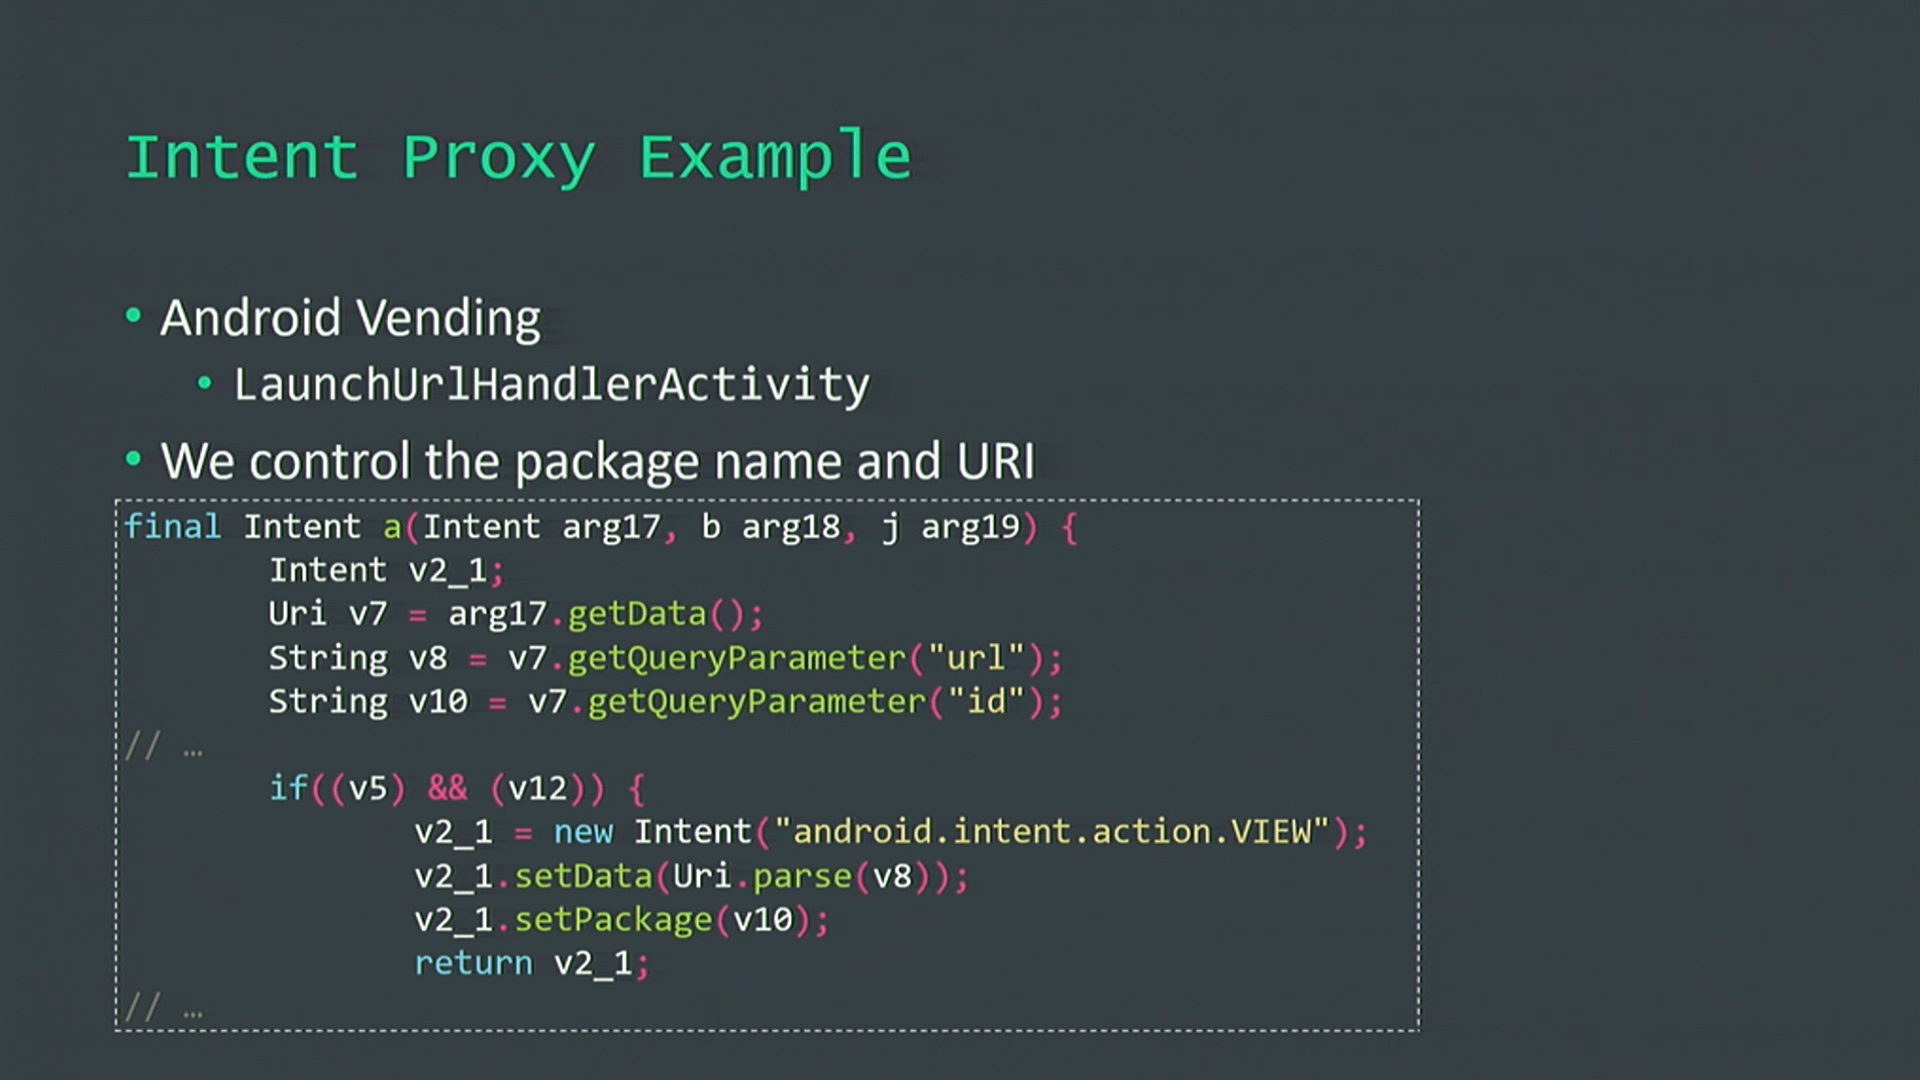 Intent Proxy Example
• Android Vending
• LaunchUrlHandlerActivity
• We control the package name and URI
final Intent a(Intent arg17, b arg18, j arg19) {
Intent v2_1;
Uri v7 = arg17.getData();
String v8 = v7.getQueryParameter("url");
String v10 = v7.getQueryParameter("id");
// …
if((v5) && (v12)) {
v2_1 = new Intent("android.intent.action.VIEW");
v2_1.setData(Uri.parse(v8));
v2_1.setPackage(v10);
return v2_1;
// …